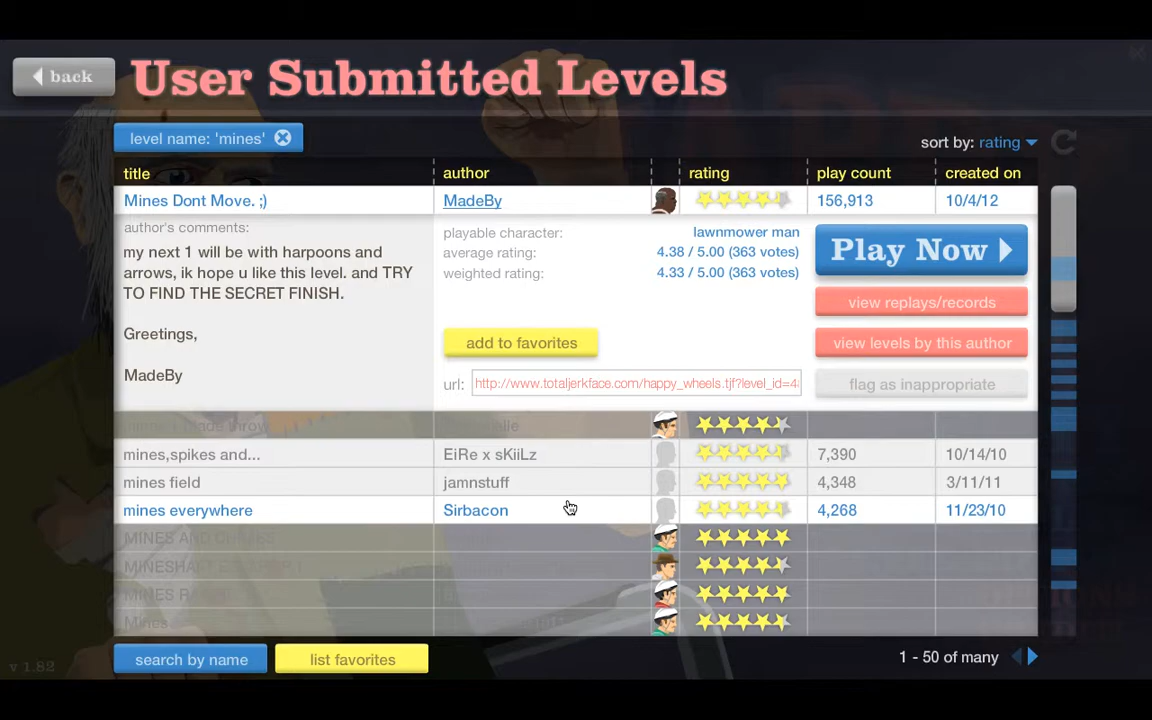 back
User Submitted Levels
level name: 'mines'
sort by: rating
title author rating play count created on
Mines Dont Move. ;) MadeBy 156,913 10/4/12
author's comments:
my next 1 will be with harpoons and
arrows, ik hope u like this level. and TRY
TO FIND THE SECRET FINISH.
Greetings,
MadeBy
playable character: lawnmower man
average rating: 4.38 / 5.00 (363 votes)
weighted rating: 4.33 / 5.00 (363 votes)
add to favorites
url: http://www.totaljerkface.com/happy_wheels.tjf?level_id=4
Play Now
view replays/records
view levels by this author
flag as inappropriate
mines,spikes and... EiRe x sKiiLz 7,390 10/14/10
mines field jamnstuff 4,348 3/11/11
mines everywhere Sirbacon 4,268 11/23/10
MINES AND
Mines
search by name
list favorites
1 - 50 of many
v 1.82